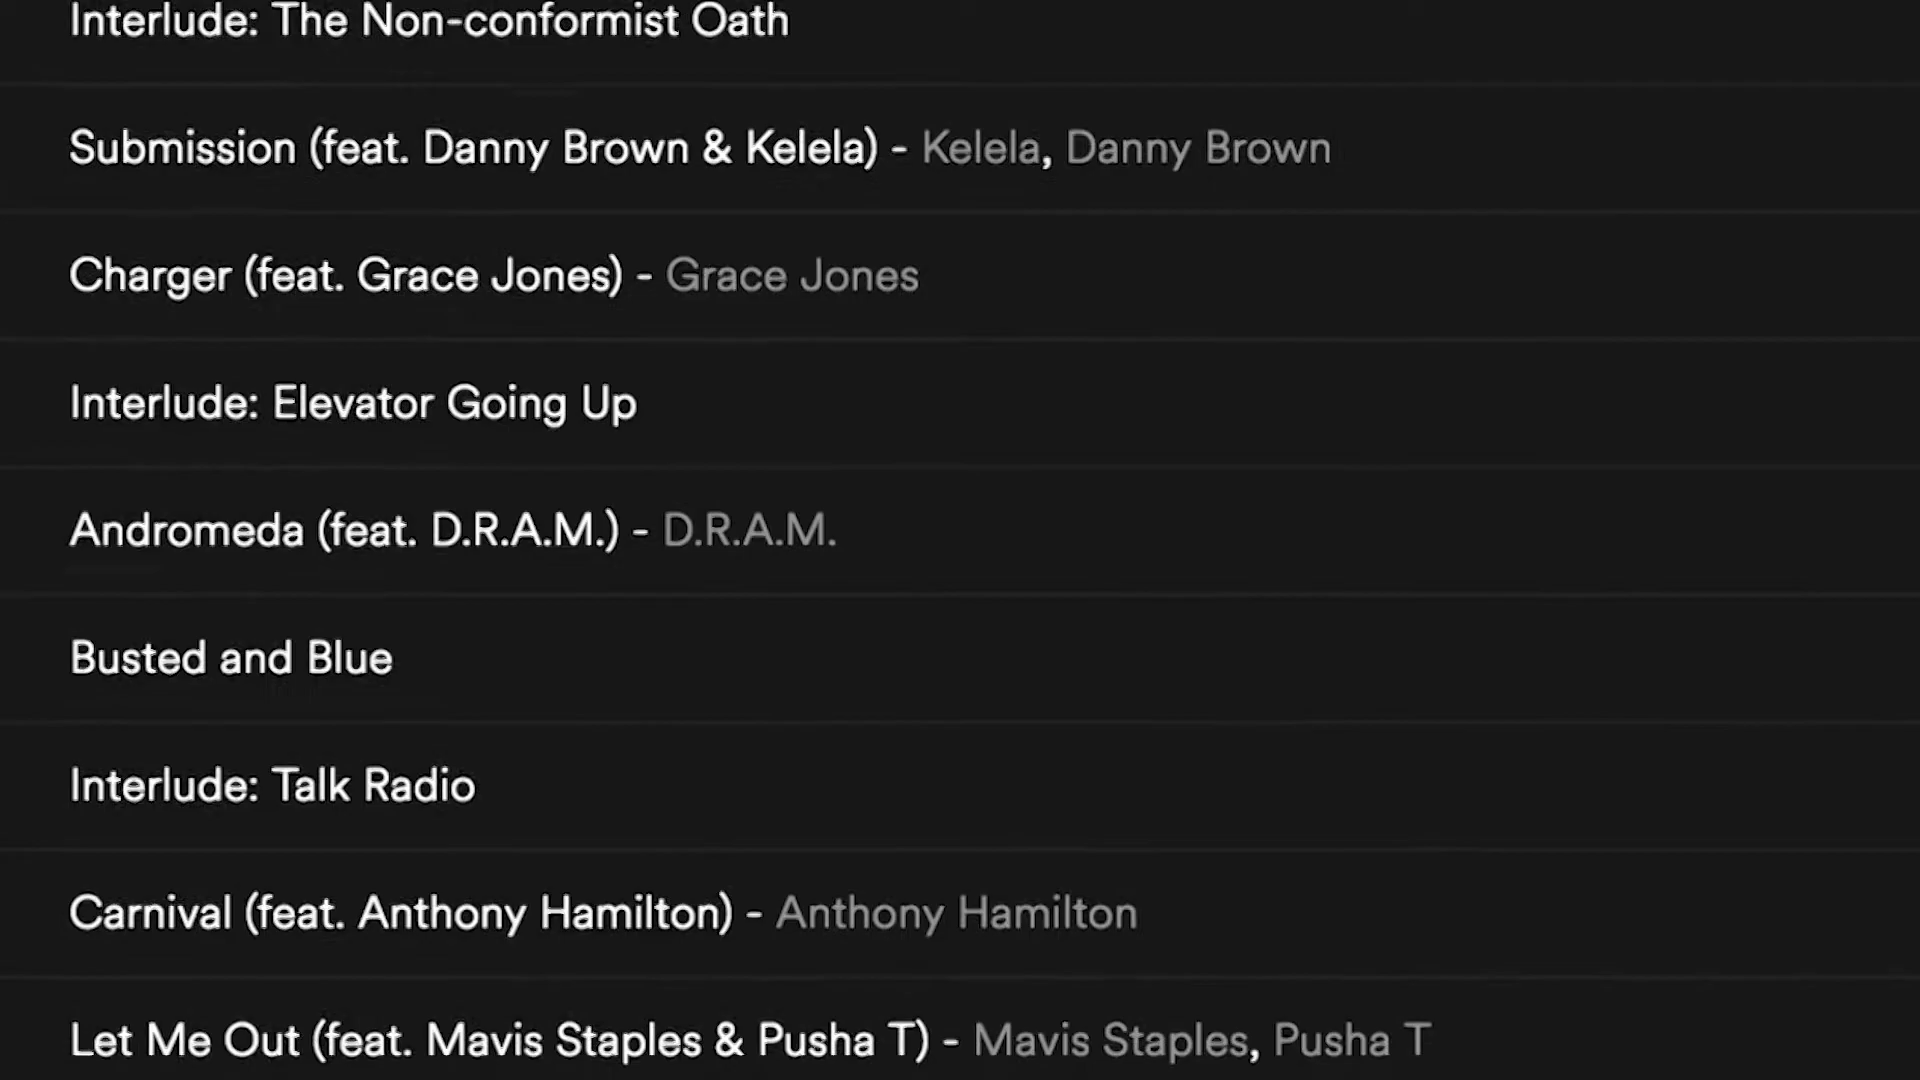 Interlude: The Non-conformist Oath
Submission (feat. Danny Brown & Kelela) - Kelela, Danny Brown
Charger (feat. Grace Jones) - Grace Jones
Interlude: Elevator Going Up
Andromeda (feat. D.R.A.M.) - D.R.A.M.
Busted and Blue
Interlude: Talk Radio
Carnival (feat. Anthony Hamilton) - Anthony Hamilton
Let Me Out (feat. Mavis Staples & Pusha T) - Mavis Staples, Pusha T